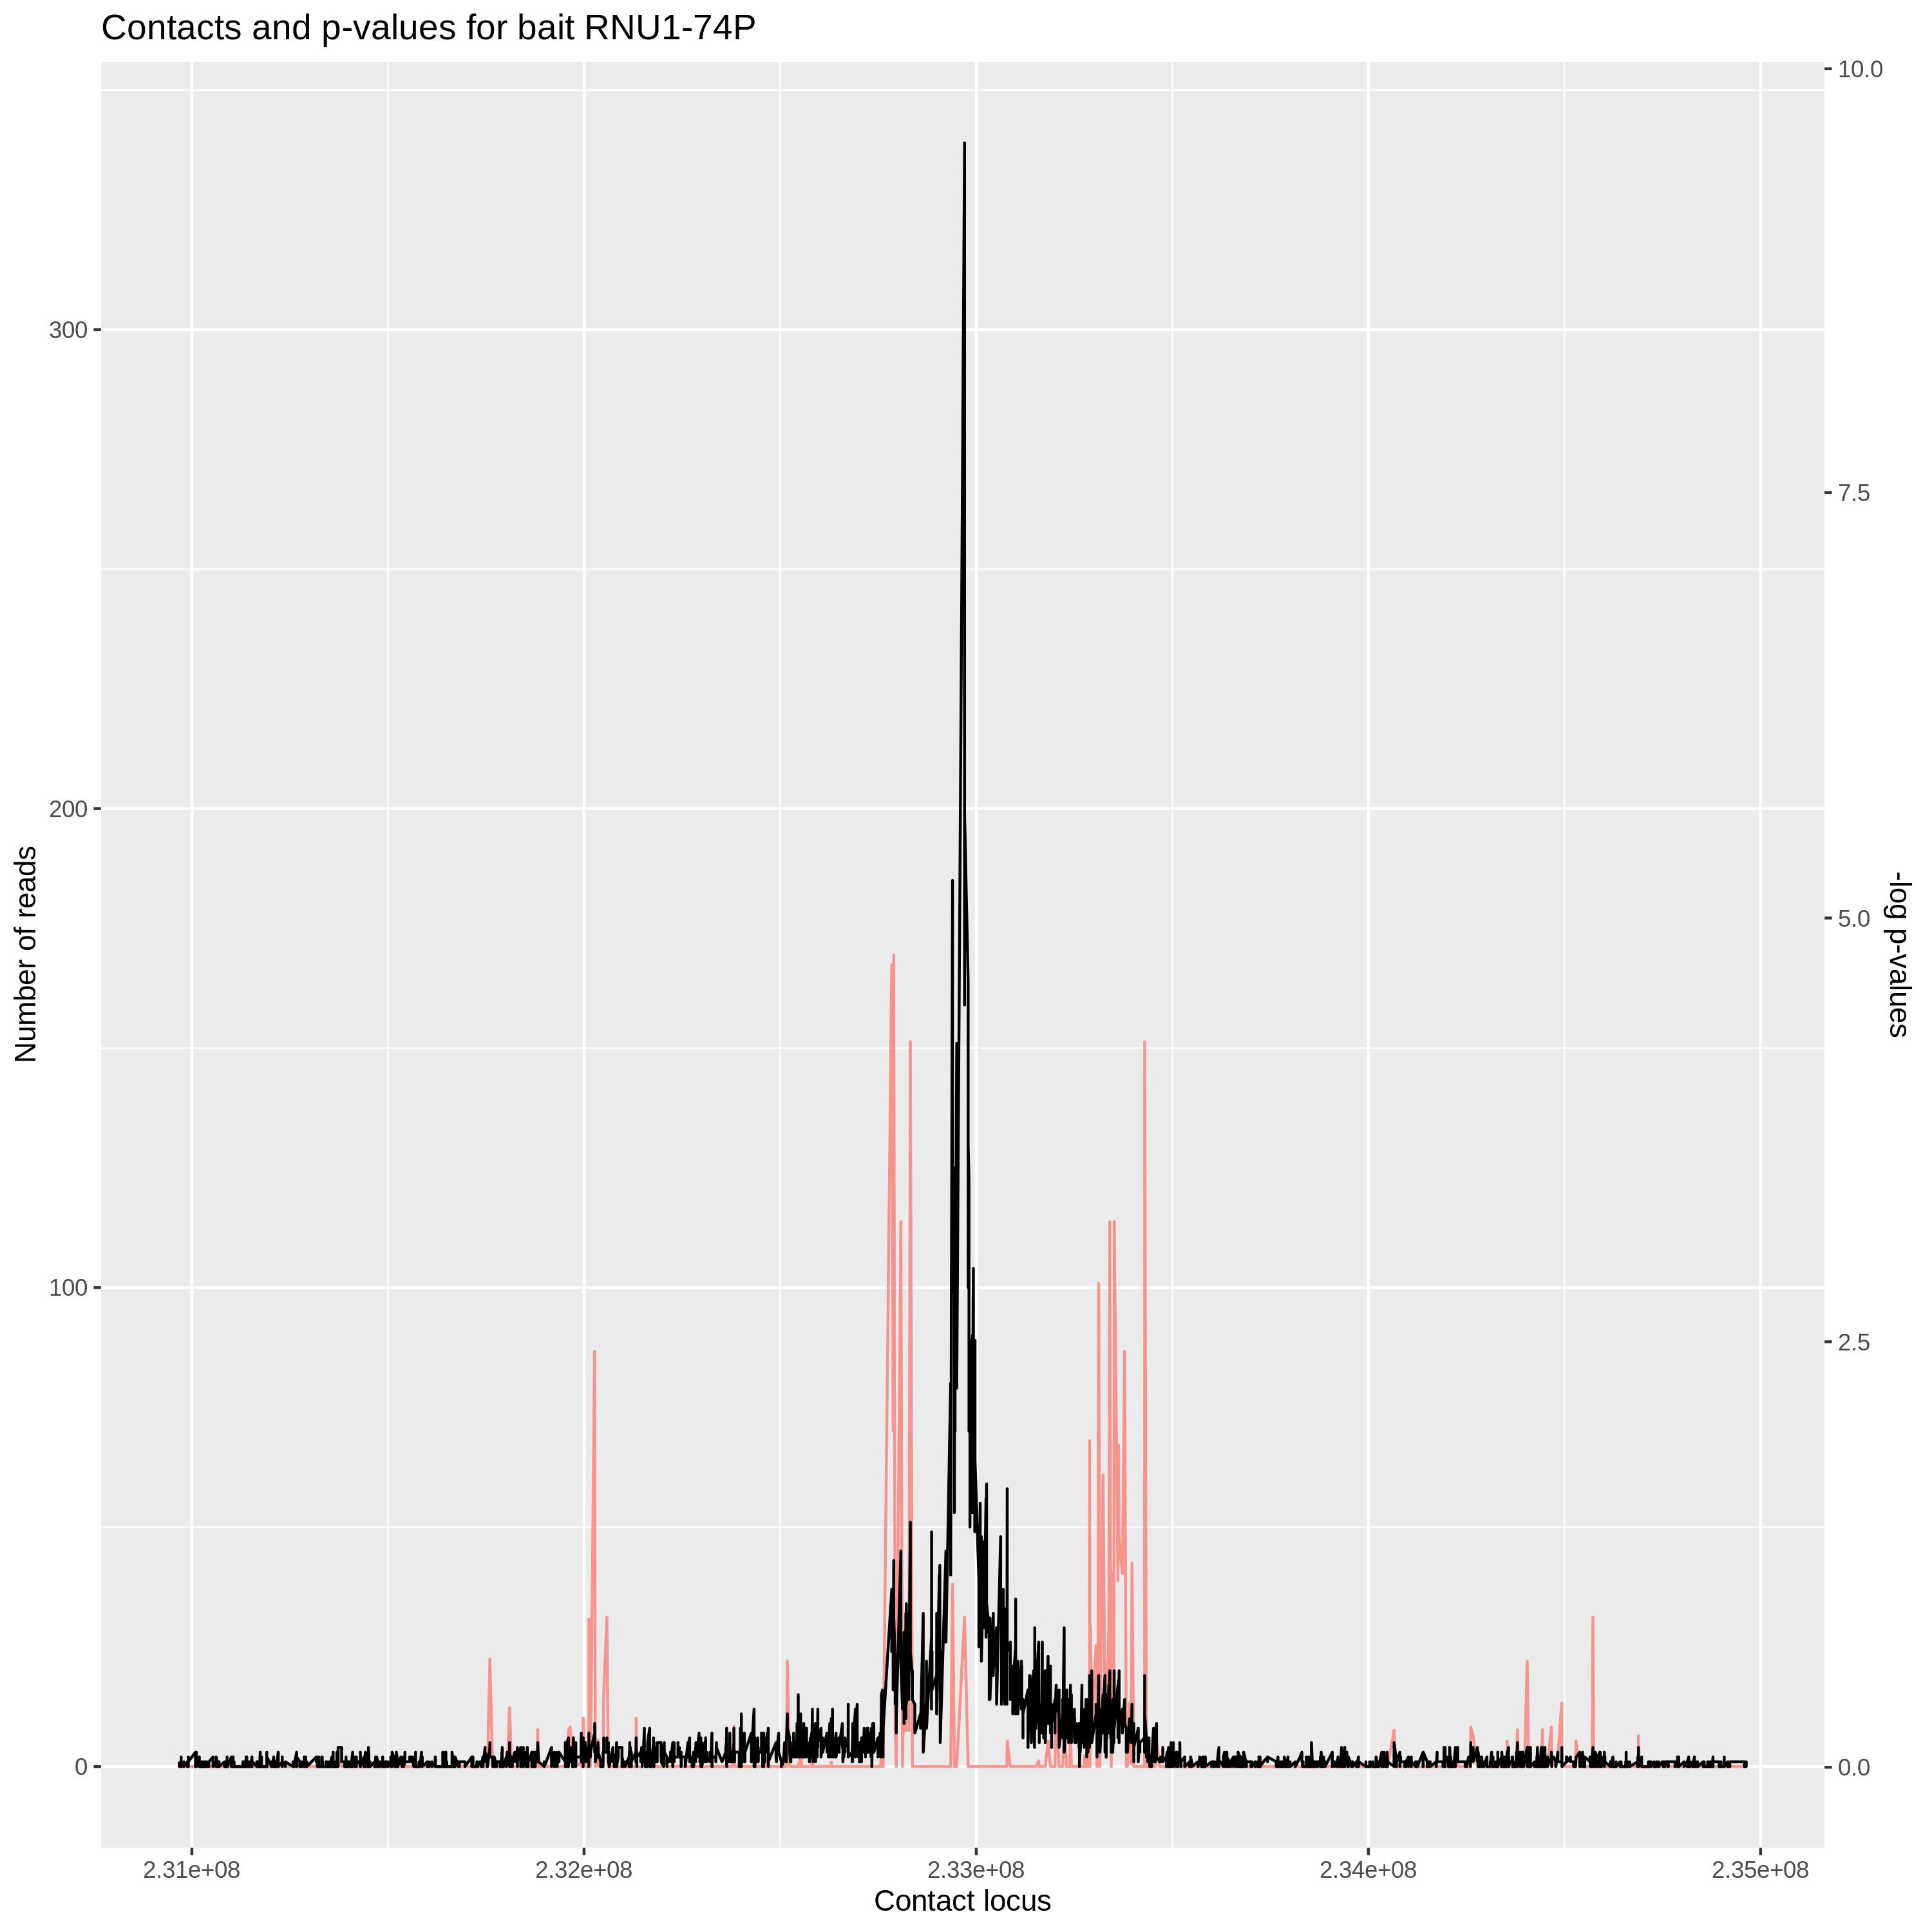 Contacts and p-values for bait RNU1-74P
Number of reads
300
200
100
0
10.0
7.5
5.0
2.5
0.0
-log p-values
2.31e+08 2.32e+08 2.33e+08 2.34e+08 2.35e+08
Contact locus